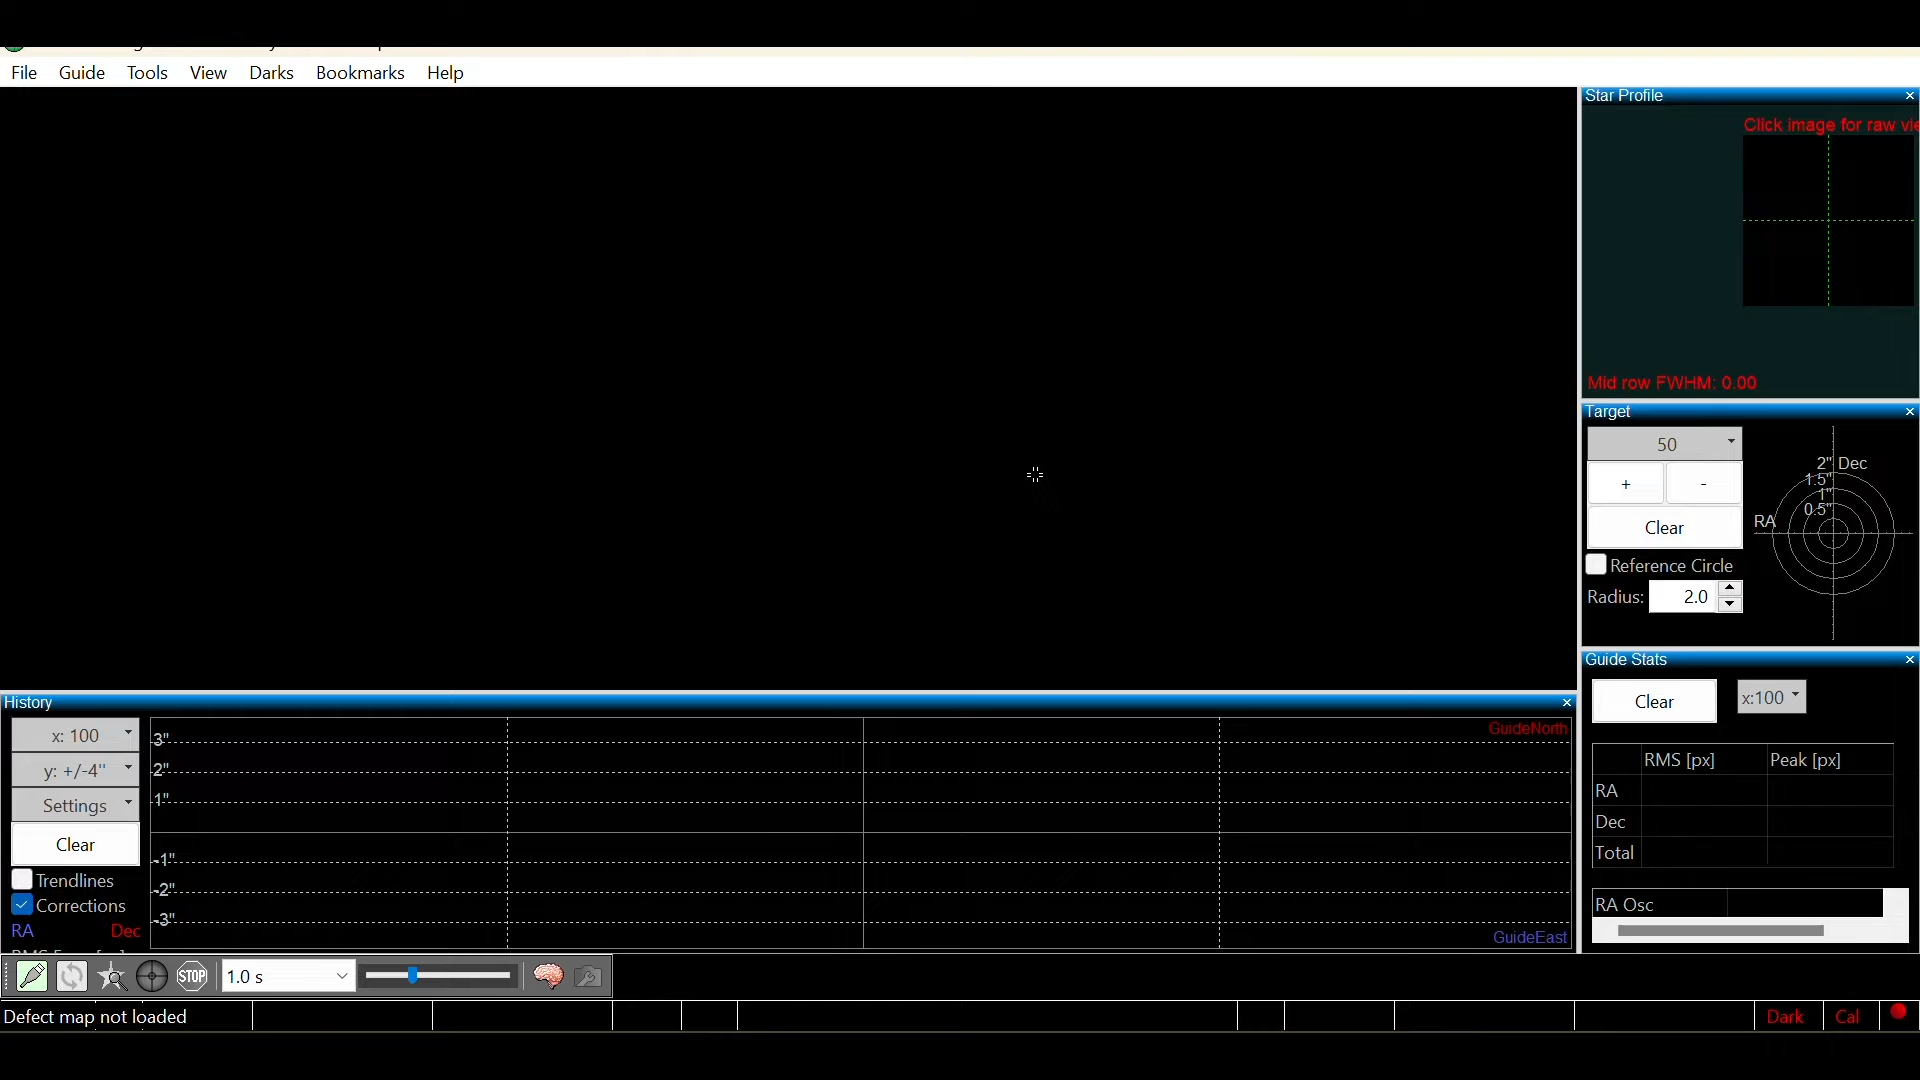 File Guide Tools View Darks Bookmarks Help
Star Profile
Click image for raw vie
Mid row FWHM: 0.00
Target
50
+ -
Clear
Reference Circle
Radius: 2.0
2" Dec
1.5"
1"
0.5"
RA
Guide Stats
Clear x:100
RMS [px] Peak [px]
RA
Dec
Total
RA Osc
History
x: 100
y: +/-4"
Settings
Clear
Trendlines
Corrections
RA Dec
3"
2"
1"
-1"
-2"
-3"
GuideNorth
GuideEast
STOP 1.0 s
Defect map not loaded
Dark Cal